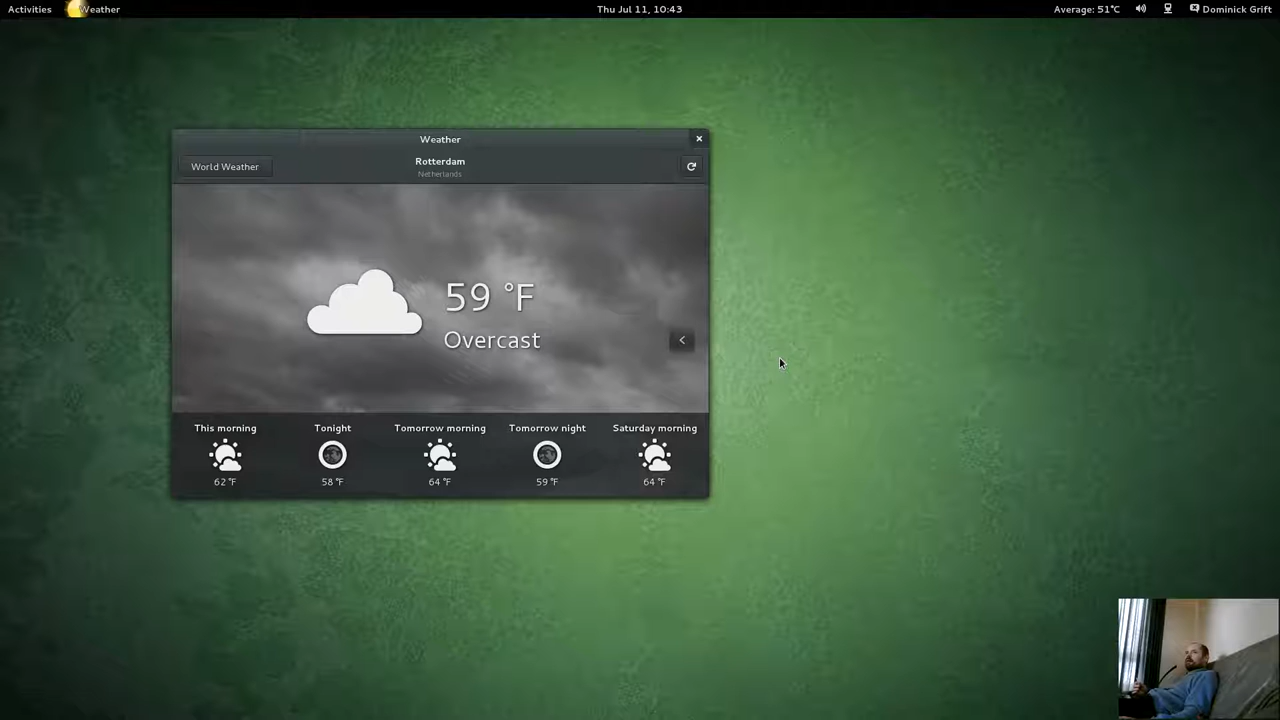 Activities Weather Thu Jul 11, 10:43 Average: 51°C Dominick Grift
Weather
World Weather Rotterdam
Netherlands
59 °F
Overcast
This morning Tonight Tomorrow morning Tomorrow night Saturday morning
62 °F 58 °F 64 °F 59 °F 64 °F